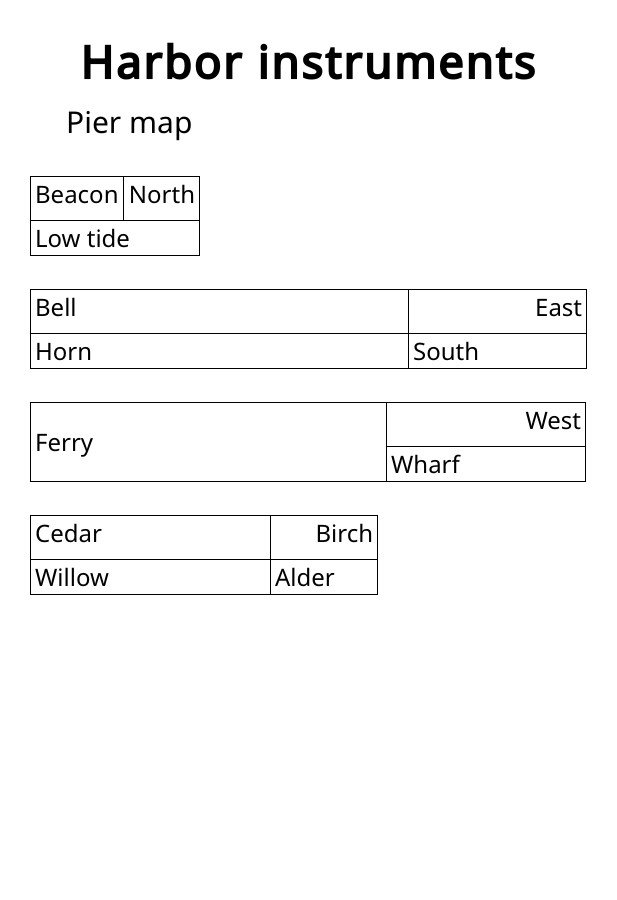 Harbor instruments
Pier map
Beacon North
Low tide
Bell East
Horn South
Ferry West
Wharf
Cedar Birch
Willow Alder